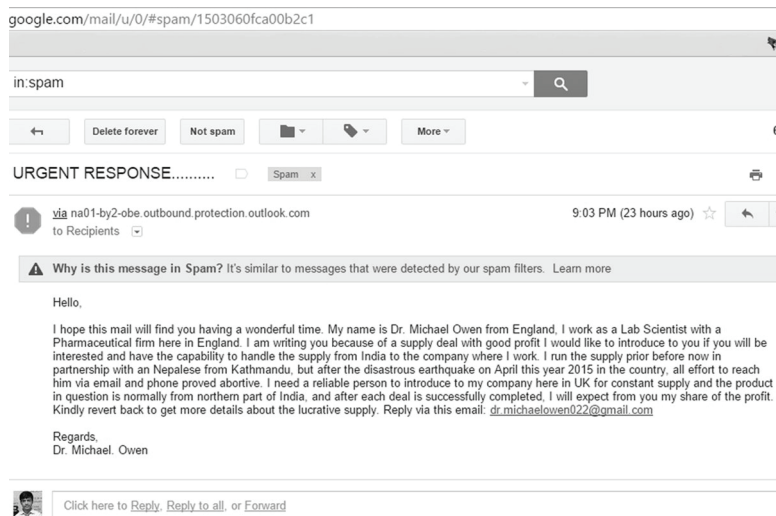 google.com/mail/u/0/#spam/1503060fca00b2c1
in:spam
Delete forever Not spam More
URGENT RESPONSE.......... Spam x
via na01-by2-obe.outbound.protection.outlook.com 9:03 PM (23 hours ago)
to Recipients
Why is this message in Spam? It's similar to messages that were detected by our spam filters. Learn more
Hello,
I hope this mail will find you having a wonderful time. My name is Dr. Michael Owen from England, I work as a Lab Scientist with a
Pharmaceutical firm here in England. I am writing you because of a supply deal with good profit I would like to introduce to you if you will be
interested and have the capability to handle the supply from India to the company where I work. I run the supply prior before now in
partnership with an Nepalese from Kathmandu, but after the disastrous earthquake on April this year 2015 in the country, all effort to reach
him via email and phone proved abortive. I need a reliable person to introduce to my company here in UK for constant supply and the product
in question is normally from northern part of India, and after each deal is successfully completed, I will expect from you my share of the profit.
Kindly revert back to get more details about the lucrative supply. Reply via this email: dr.michaelowen022@gmail.com
Regards,
Dr. Michael. Owen
Click here to Reply, Reply to all, or Forward